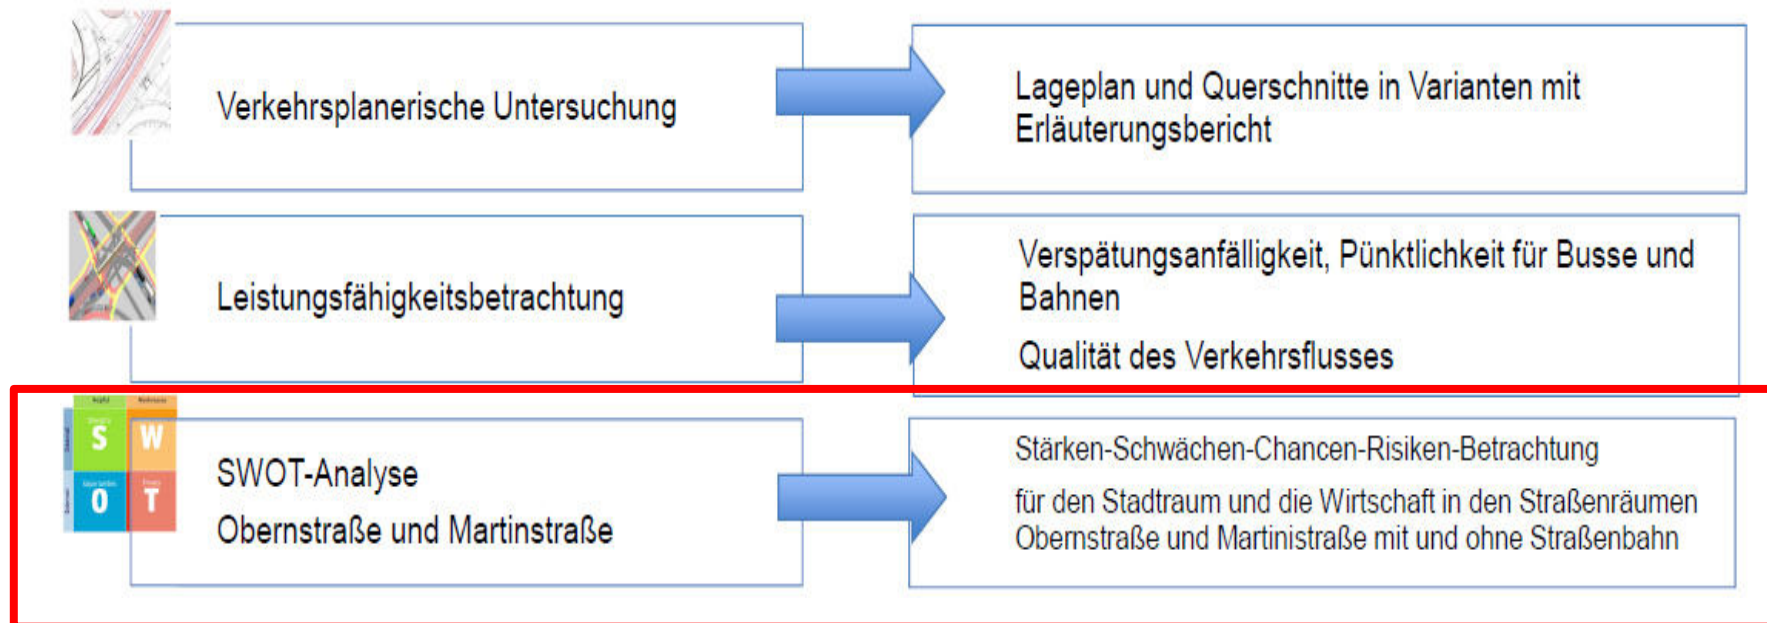 Verkehrsplanerische Untersuchung
Lageplan und Querschnitte in Varianten mit
Erläuterungsbericht
Leistungsfähigkeitsbetrachtung
Verspätungsanfälligkeit, Pünktlichkeit für Busse und
Bahnen
Qualität des Verkehrsflusses
S W
O T
SWOT-Analyse
Obernstraße und Martinstraße
Stärken-Schwächen-Chancen-Risiken-Betrachtung
für den Stadtraum und die Wirtschaft in den Straßenräumen
Obernstraße und Martinistraße mit und ohne Straßenbahn